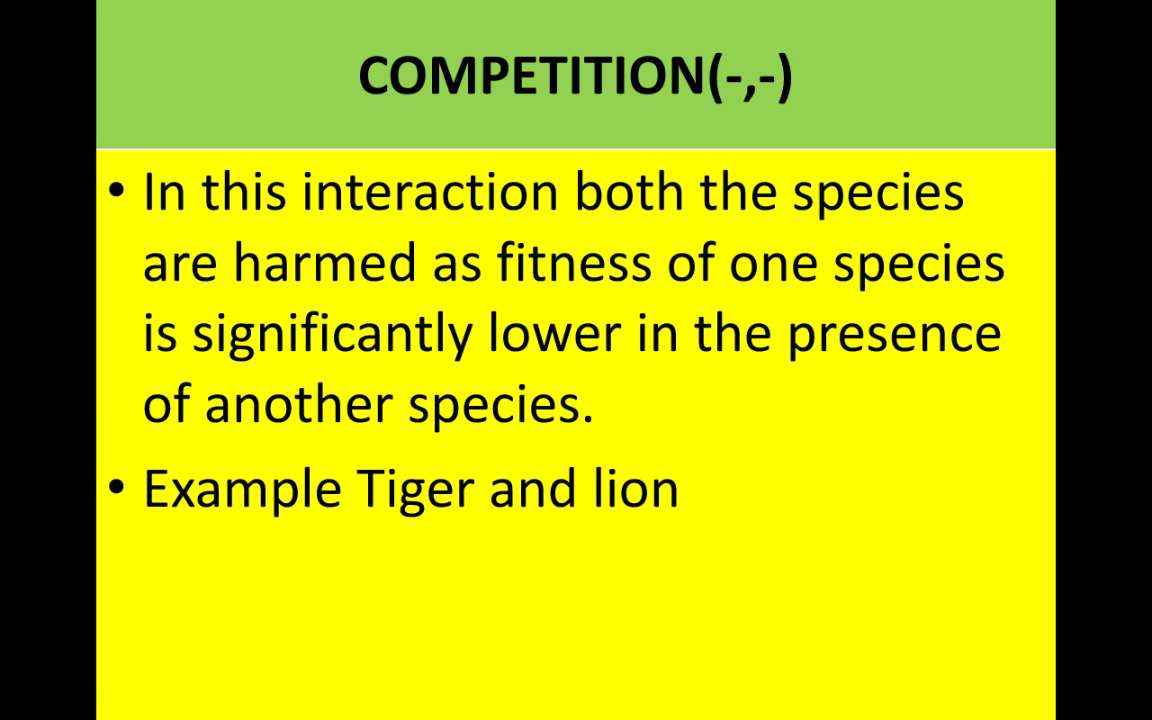 COMPETITION(-,-)
• In this interaction both the species
are harmed as fitness of one species
is significantly lower in the presence
of another species.
• Example Tiger and lion